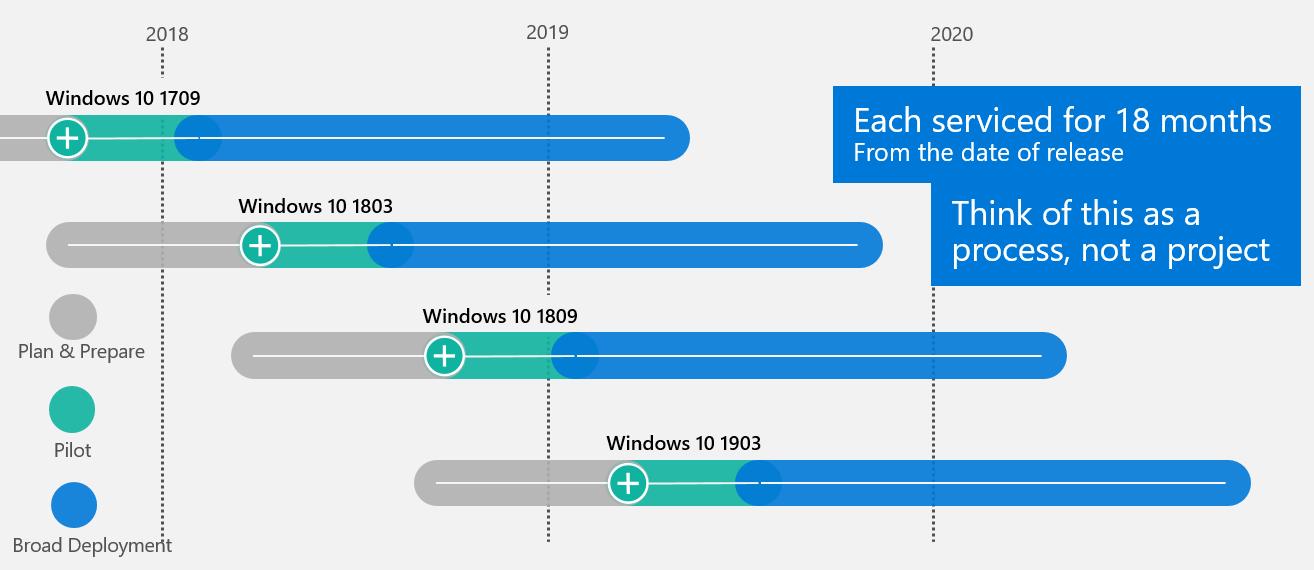 2018
2019
2020
Windows 10 1709
Each serviced for 18 months
From the date of release
Windows 10 1803
Think of this as a
process, not a project
Windows 10 1809
Plan & Prepare
Windows 10 1903
Pilot
Broad Deployment